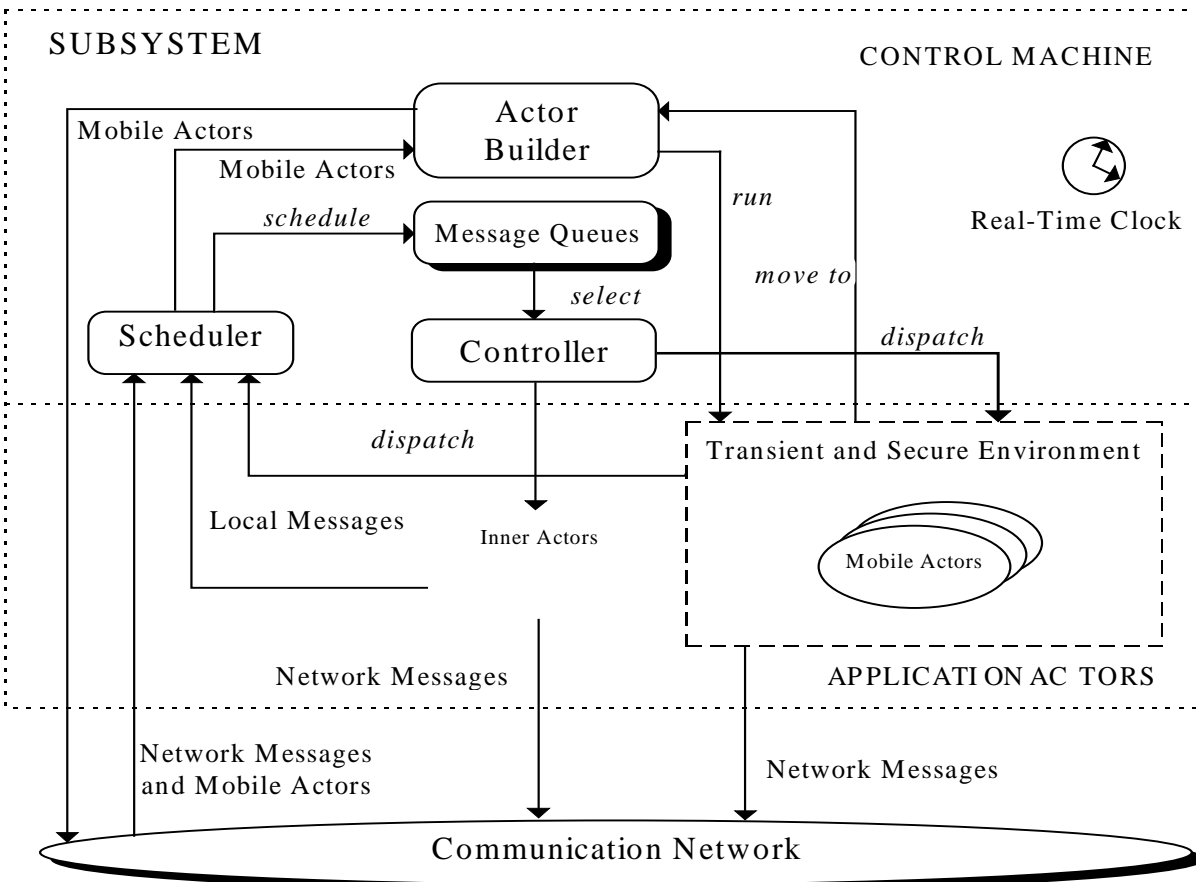 SUBSYSTEM
CONTROL MACHINE
Actor
Builder
Mobile Actors
Mobile Actors
run
schedule
Real-Time Clock
Message Queues
move to
select
Scheduler
Controller
dispatch
dispatch
Transient and Secure Environment
Local Messages
Inner Actors
Mobile Actors
Network Messages
APPLICATI ON AC TORS
Network Messages
and Mobile Actors
Network Messages
Communication Network